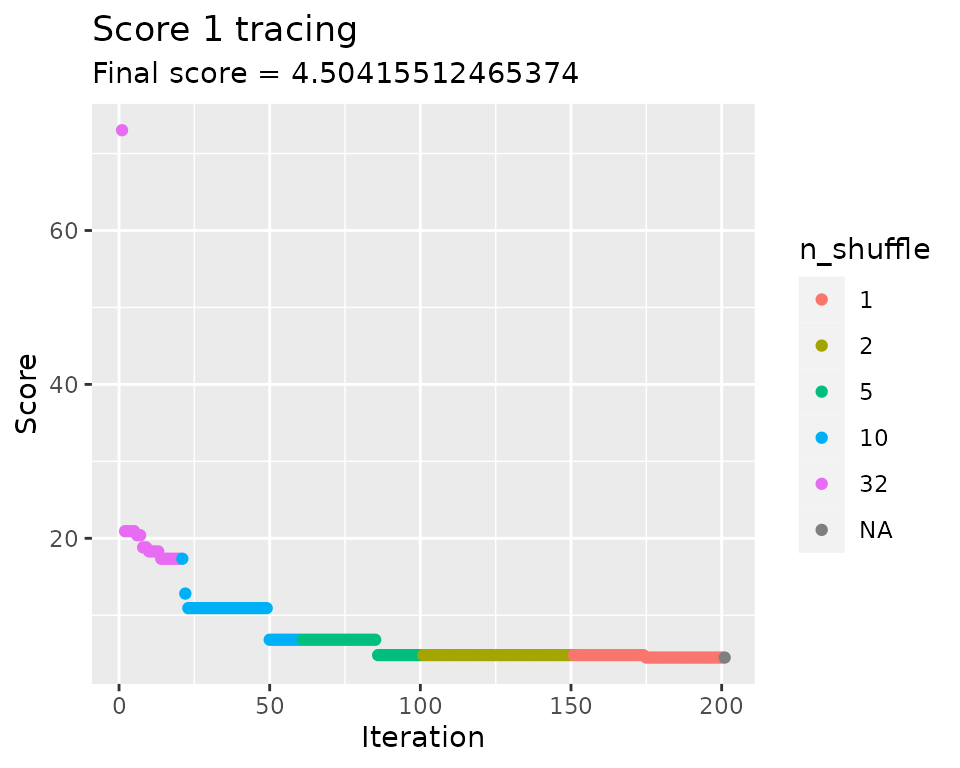 Score 1 tracing
Final score = 4.50415512465374
Score
60
40
20
0
50
100
150
200
Iteration
n_shuffle
1
2
5
10
32
NA